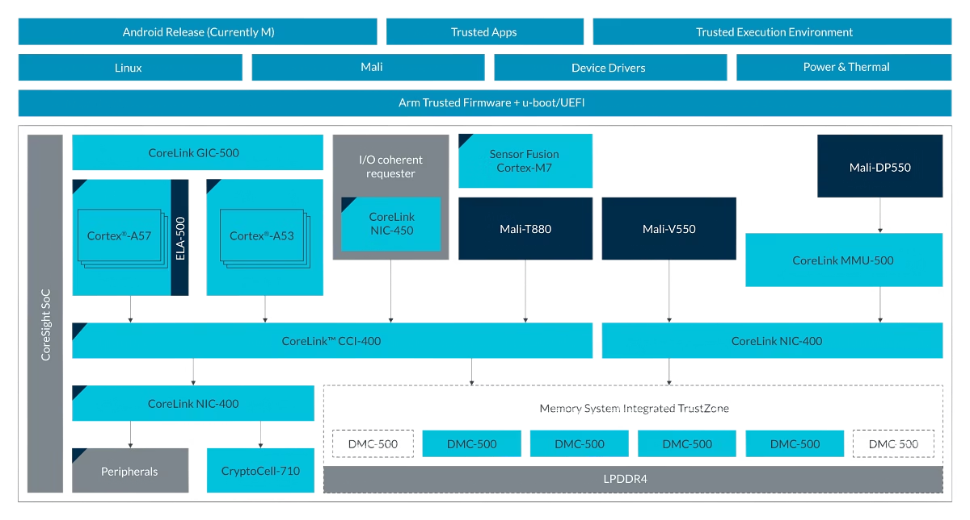 Android Release (Currently M)
Trusted Apps
Trusted Execution Environment
Linux
Mali
Device Drivers
Power & Thermal
Arm Trusted Firmware + u-boot/UEFI
CoreSight SoC
CoreLink GIC-500
I/O coherent
requester
CoreLink
NIC-450
Sensor Fusion
Cortex-M7
Mali-DP550
Cortex®-A57
ELA-500
Cortex®-A53
Mali-T880
Mali-V550
CoreLink MMU-500
CoreLink™ CCI-400
CoreLink NIC-400
CoreLink NIC-400
Memory System Integrated TrustZone
DMC-500
DMC-500
DMC-500
DMC-500
DMC-500
DMC-500
Peripherals
CryptoCell-710
LPDDR4